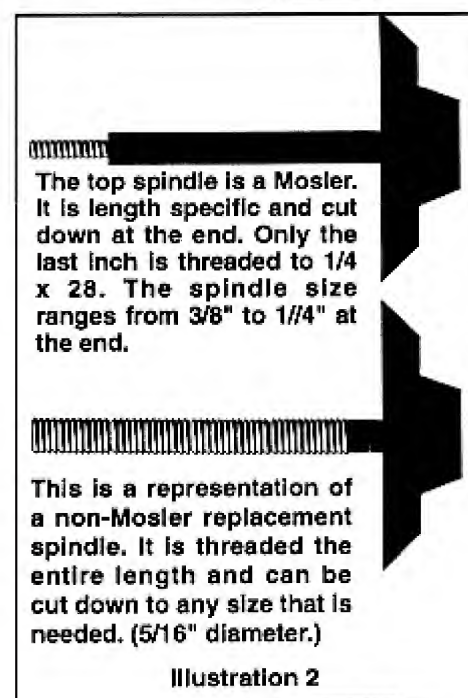 The top spindle is a Mosler.
It is length specific and cut
down at the end. Only the
last inch is threaded to 1/4
x 28. The spindle size
ranges from 3/8" to 1//4" at
the end.
This is a representation of
a non-Mosler replacement
spindle. It is threaded the
entire length and can be
cut down to any size that is
needed. (5/16" diameter.)
Illustration 2